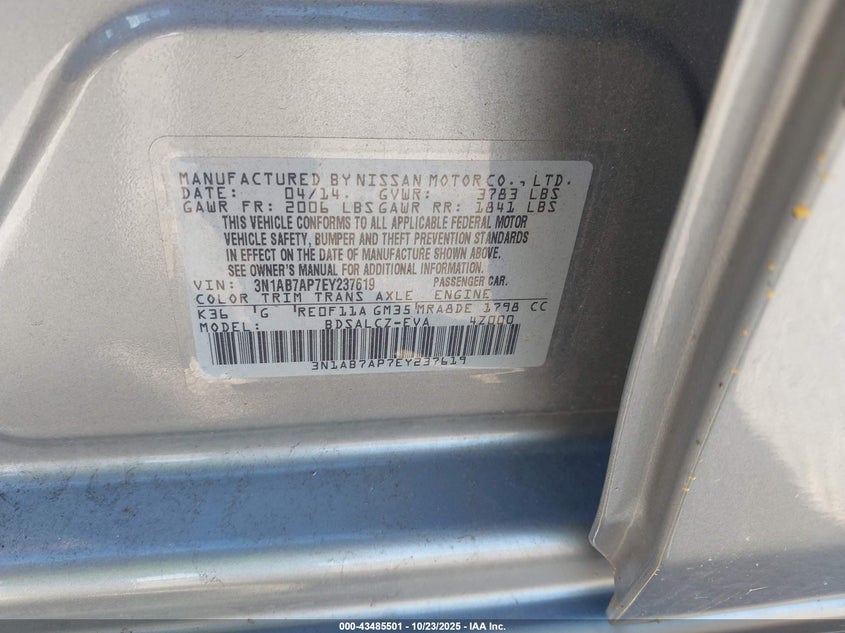 MANUFACTURED BY NISSAN MOTOR CO., LTD.
DATE: 04/14. GVWR: 3783 LBS
GAWR FR: 2006 LBS GAWR RR: 1841 LBS
THIS VEHICLE CONFORMS TO ALL APPLICABLE FEDERAL MOTOR
VEHICLE SAFETY, BUMPER AND THEFT PREVENTION STANDARDS
IN EFFECT ON THE DATE OF MANUFACTURE SHOWN ABOVE.
SEE OWNER'S MANUAL FOR ADDITIONAL INFORMATION.
VIN: 3N1AB7AP7EY237619 PASSENGER CAR.
COLOR TRIM TRANS AXLE ENGINE
K36 'G 'RE0F11A GM35 'MRA8DE 1798 CC
MODEL: BDSALCZ-EVA 4Z000
3N1AB7AP7EY237619
000-43485501 - 10/23/2025 - IAA Inc.